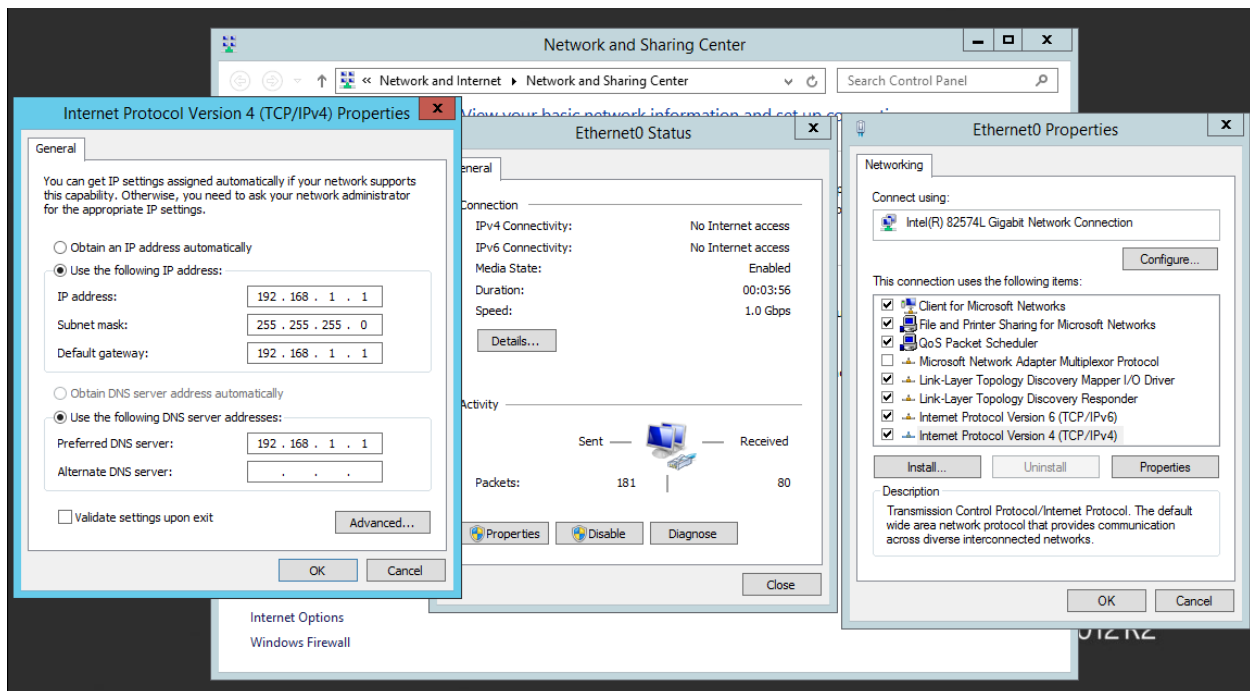 Network and Sharing Center
« Network and Internet ▸ Network and Sharing Center
Search Control Panel
View your basic network information and set up
Internet Options
Windows Firewall
Internet Protocol Version 4 (TCP/IPv4) Properties
General
You can get IP settings assigned automatically if your network supports
this capability. Otherwise, you need to ask your network administrator
for the appropriate IP settings.
Obtain an IP address automatically
Use the following IP address:
IP address: 192 . 168 . 1 . 1
Subnet mask: 255 . 255 . 255 . 0
Default gateway: 192 . 168 . 1 . 1
Obtain DNS server address automatically
Use the following DNS server addresses:
Preferred DNS server: 192 . 168 . 1 . 1
Alternate DNS server: . . .
Validate settings upon exit
Advanced...
OK Cancel
Ethernet0 Status
eneral
Connection
IPv4 Connectivity: No Internet access
IPv6 Connectivity: No Internet access
Media State: Enabled
Duration: 00:03:56
Speed: 1.0 Gbps
Details...
Activity
Sent Received
Packets: 181 80
Properties Disable Diagnose
Close
Ethernet0 Properties
Networking
Connect using:
Intel(R) 82574L Gigabit Network Connection
Configure...
This connection uses the following items:
Client for Microsoft Networks
File and Printer Sharing for Microsoft Networks
QoS Packet Scheduler
Microsoft Network Adapter Multiplexor Protocol
Link-Layer Topology Discovery Mapper I/O Driver
Link-Layer Topology Discovery Responder
Internet Protocol Version 6 (TCP/IPv6)
Internet Protocol Version 4 (TCP/IPv4)
Install... Uninstall Properties
Description
Transmission Control Protocol/Internet Protocol. The default
wide area network protocol that provides communication
across diverse interconnected networks.
OK Cancel
012 R2